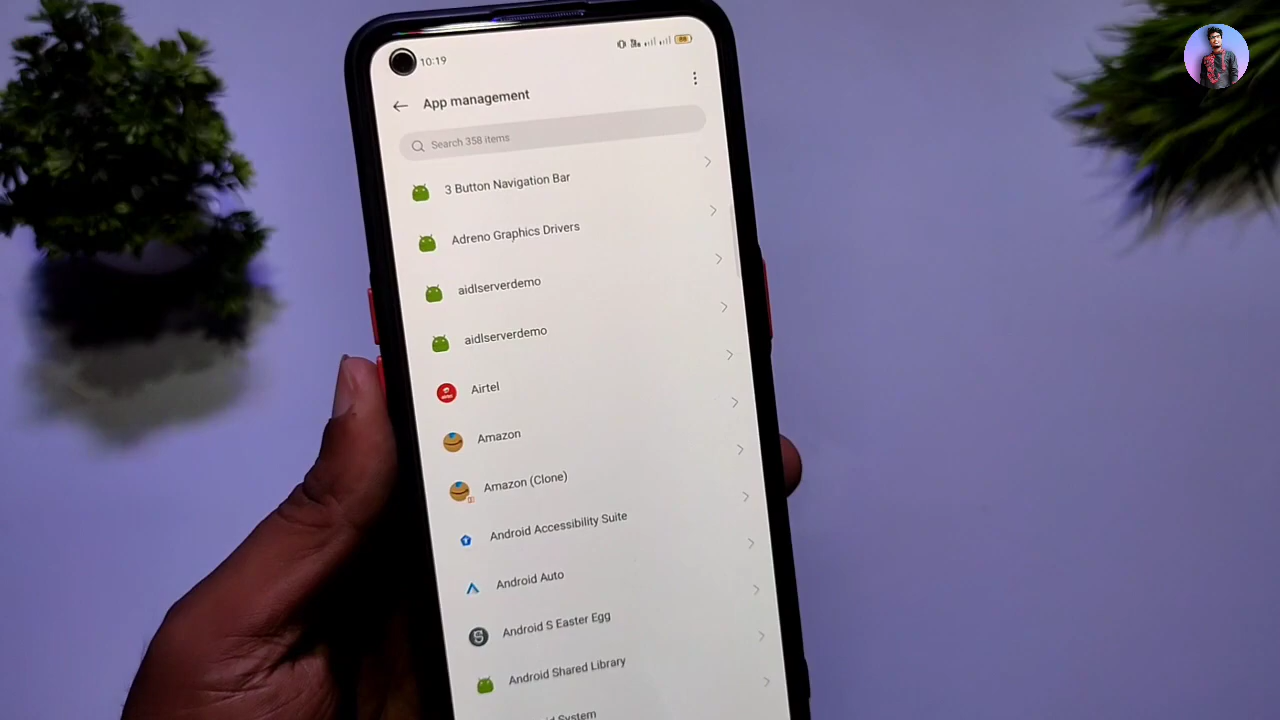 10:19
App management
Search 358 items
3 Button Navigation Bar
Adreno Graphics Drivers
aidlserverdemo
aidlserverdemo
Airtel
Amazon
Amazon (Clone)
Android Accessibility Suite
Android Auto
Android S Easter Egg
Android Shared Library
System